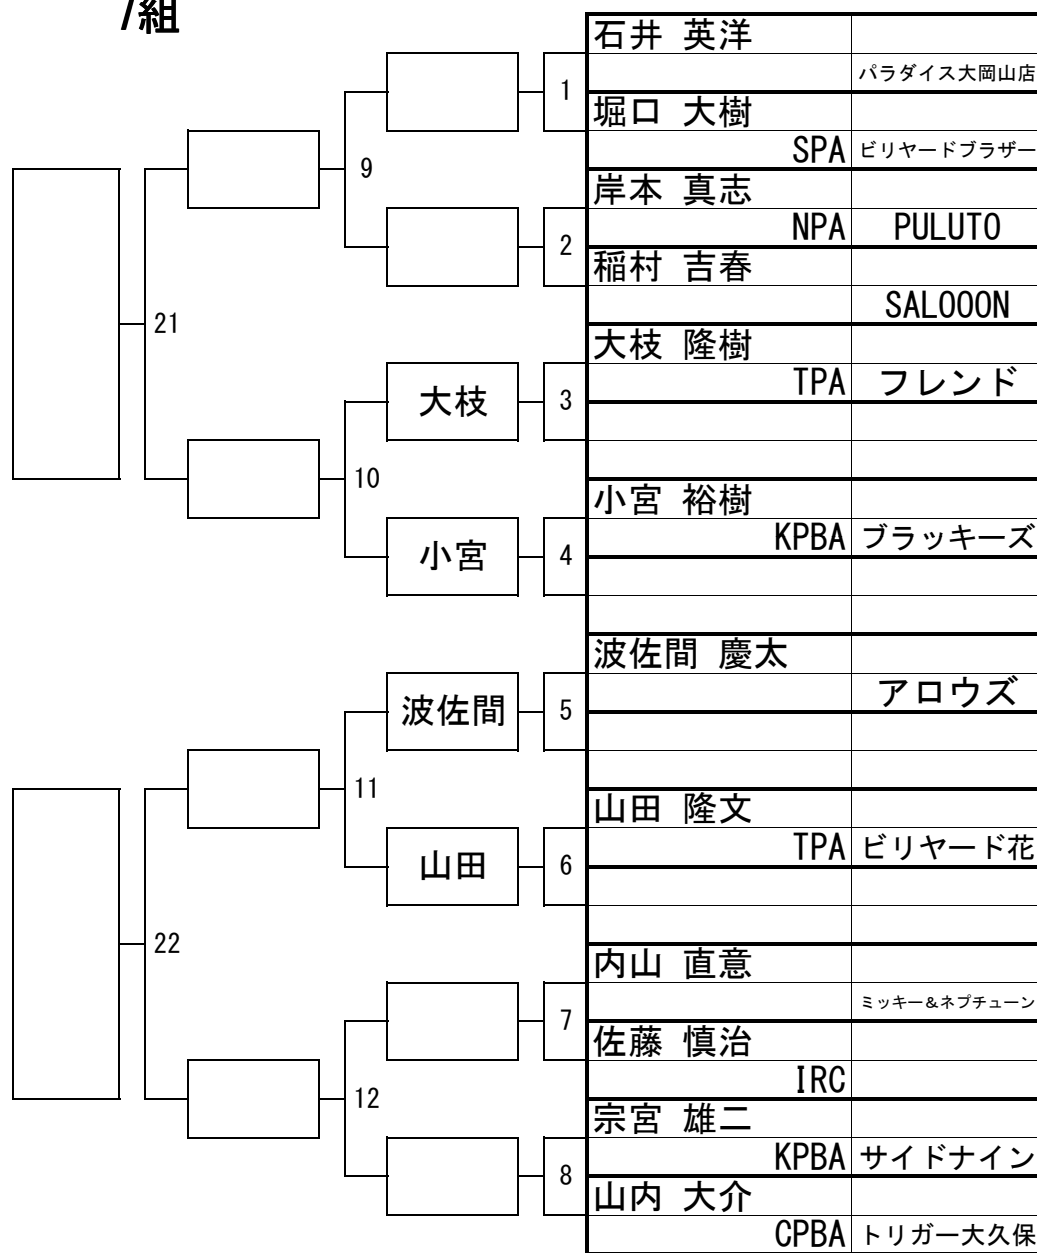 /組
石井 英洋
1
パラダイス大岡山店
堀口 大樹
SPA ビリヤードブラザー
9
岸本 真志
NPA PULUTO
2
稲村 吉春
SALOOON
21
大枝 隆樹
大枝 3 TPA フレンド
10
小宮 裕樹
小宮 4 KPBA ブラッキーズ
波佐間 慶太
波佐間 5 アロウズ
11
山田 隆文
山田 6 TPA ビリヤード花
22
内山 直意
7 ミッキー&ネプチューン
佐藤 慎治
IRC
12
宗宮 雄二
8 KPBA サイドナイン
山内 大介
CPBA トリガー大久保